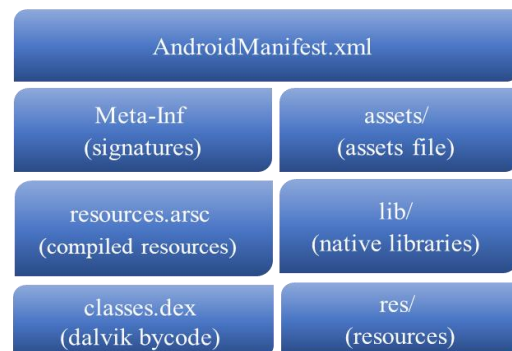 AndroidManifest.xml
Meta-Inf
(signatures)
assets/
(assets file)
resources.arsc
(compiled resources)
lib/
(native libraries)
classes.dex
(dalvik bycode)
res/
(resources)